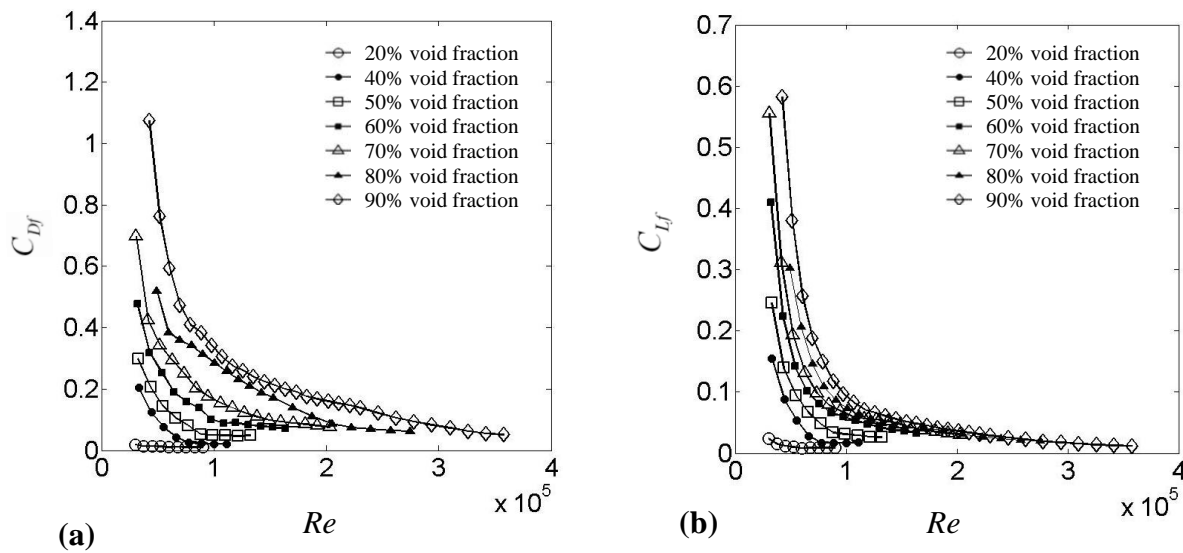 1.4
1.2
1
0.8
0.6
0.4
0.2
0
C_Df
20% void fraction
40% void fraction
50% void fraction
60% void fraction
70% void fraction
80% void fraction
90% void fraction
0 1 2 3 4
x 10^5
Re
(a)
0.7
0.6
0.5
0.4
0.3
0.2
0.1
0
C_Lf
20% void fraction
40% void fraction
50% void fraction
60% void fraction
70% void fraction
80% void fraction
90% void fraction
0 1 2 3 4
x 10^5
Re
(b)